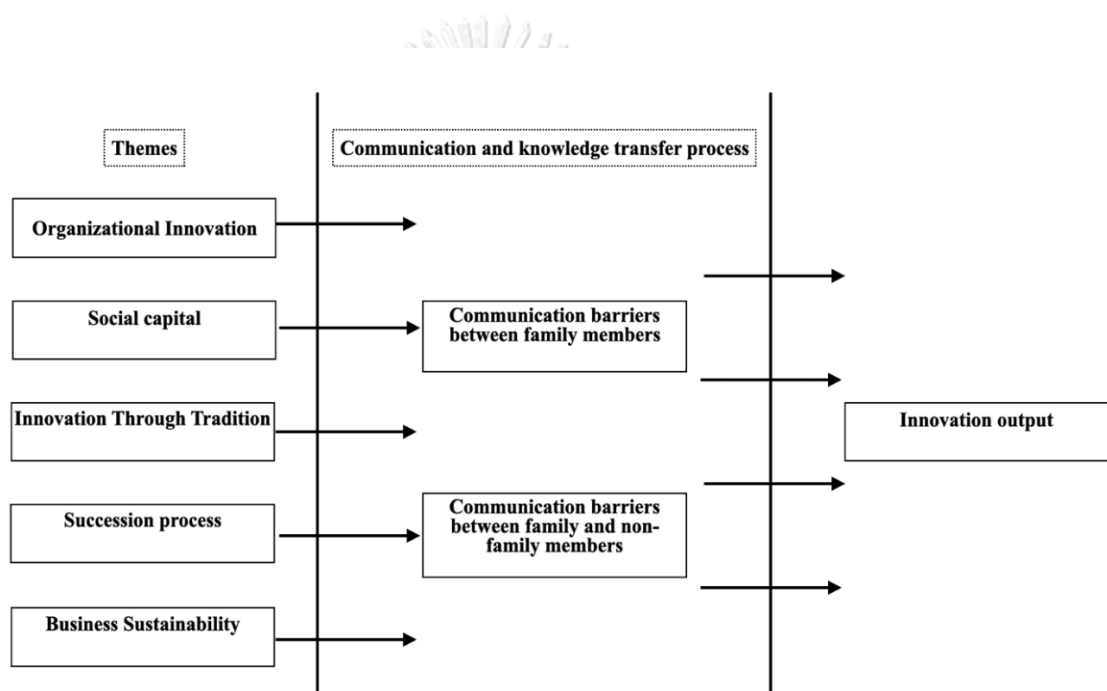 Themes
Communication and knowledge transfer process
Organizational Innovation
Social capital
Communication barriers
between family members
Innovation Through Tradition
Innovation output
Succession process
Communication barriers
between family and non-
family members
Business Sustainability